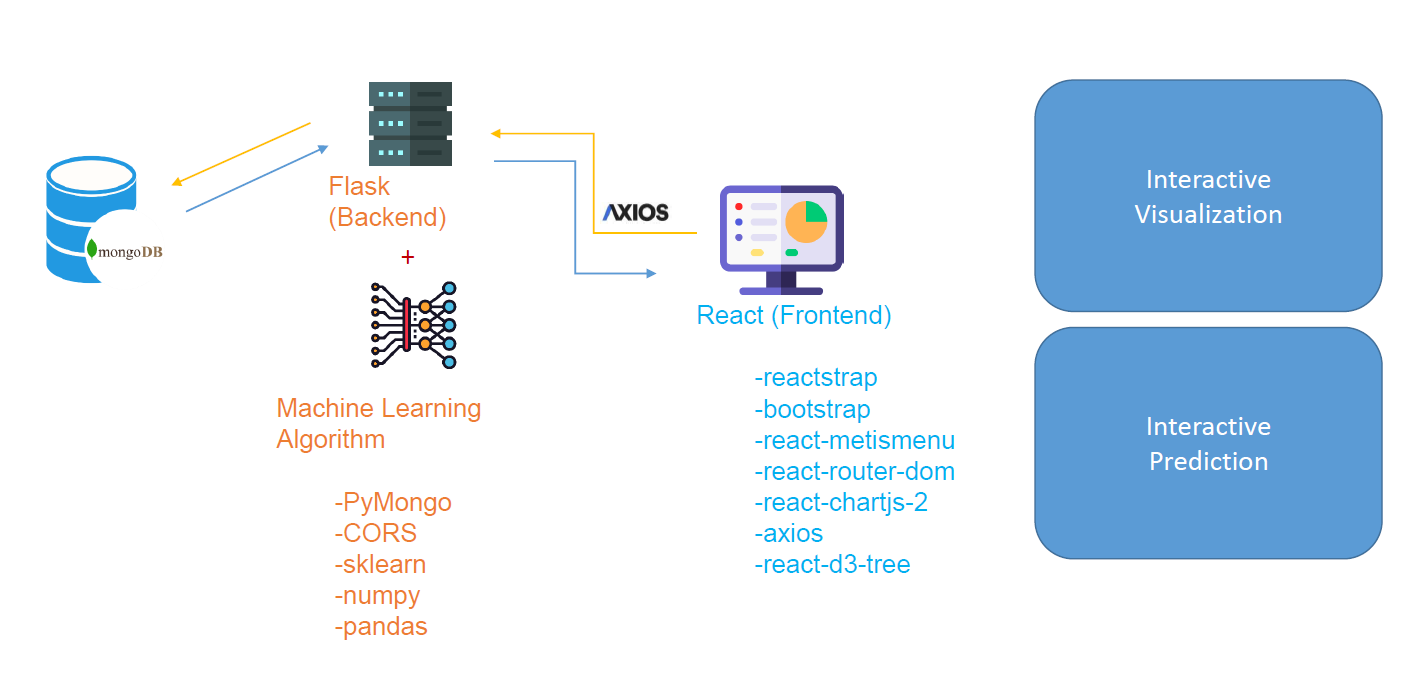 mongoDB
Flask
(Backend)
+
Machine Learning
Algorithm
-PyMongo
-CORS
-sklearn
-numpy
-pandas
AXIOS
React (Frontend)
-reactstrap
-bootstrap
-react-metismenu
-react-router-dom
-react-chartjs-2
-axios
-react-d3-tree
Interactive
Visualization
Interactive
Prediction